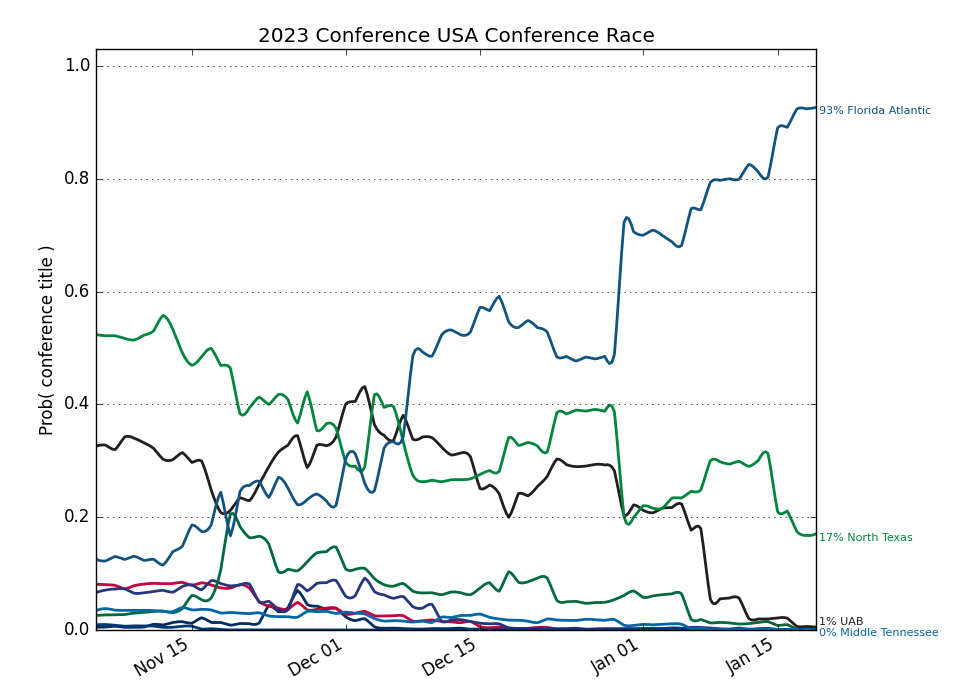 2023 Conference USA Conference Race
Prob( conference title )
1.0
0.8
0.6
0.4
0.2
0.0
93% Florida Atlantic
17% North Texas
1% UAB
0% Middle Tennessee
Nov 15
Dec 01
Dec 15
Jan 01
Jan 15